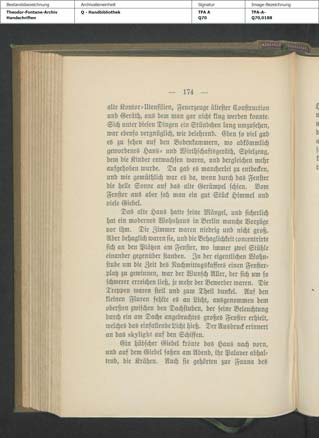 Bestandsbezeichnung Archivalieneinheit Signatur Image-Bezeichnung
Theodor-Fontane-Archiv Q - Handbibliothek TFA A TFA-A-
Handschriften Q70 Q70,0188
— 174 —
alte Kontor-Utensilien, Feuerzeuge ältester Construction
und Geräth, aus dem man gar nicht klug werden konnte.
Sich unter diesen Dingen ein Stündchen lang umzusehen,
war ebenso vergnüglich, wie belehrend. Eben so viel gab
es zu sehen auf den Bodenkammern, wo abkömmlich
gewordenes Haus- und Wirthschaftsgeräth, Spielzeug,
dem die Kinder entwachsen waren, und dergleichen mehr
aufgehoben wurde. Da gab es mancherlei zu entdecken,
und wie gemüthlich war es da, wenn durch das Fenster
die helle Sonne auf das alte Gerümpel schien. Vom
Fenster aus aber sah man ein gut Stück Himmel und
viele Giebel.
Das alte Haus hatte seine Mängel, und sicherlich
hat ein modernes Wohnhaus in Berlin manche Vorzüge
vor ihm. Die Zimmer waren niedrig und nicht groß.
Aber behaglich waren sie, und die Behaglichkeit concentrirte
sich an den Plätzen am Fenster, wo immer zwei Stühle
einander gegenüber standen. In der eigentlichen Wohn-
stube um die Zeit des Nachmittagskaffees einen Fenster-
platz zu gewinnen, war der Wunsch Aller, der sich um so
schwerer erreichen ließ, je mehr der Bewerber waren. Die
Treppen waren steil und zum Theil dunkel. Auf den
kleinen Fluren fehlte es an Licht, ausgenommen dem
obersten zwischen den Dachstuben, der seine Beleuchtung
durch ein am Dache angebrachtes großes Fenster erhielt,
welches das einfallende Licht hieß. Der Ausdruck erinnert
an das skylight auf den Schiffen.
Ein hübscher Giebel krönte das Haus nach vorn,
und auf dem Giebel saßen am Abend, ihr Palaver abhal-
tend, die Krähen. Auch sie gehörten zur Fauna des